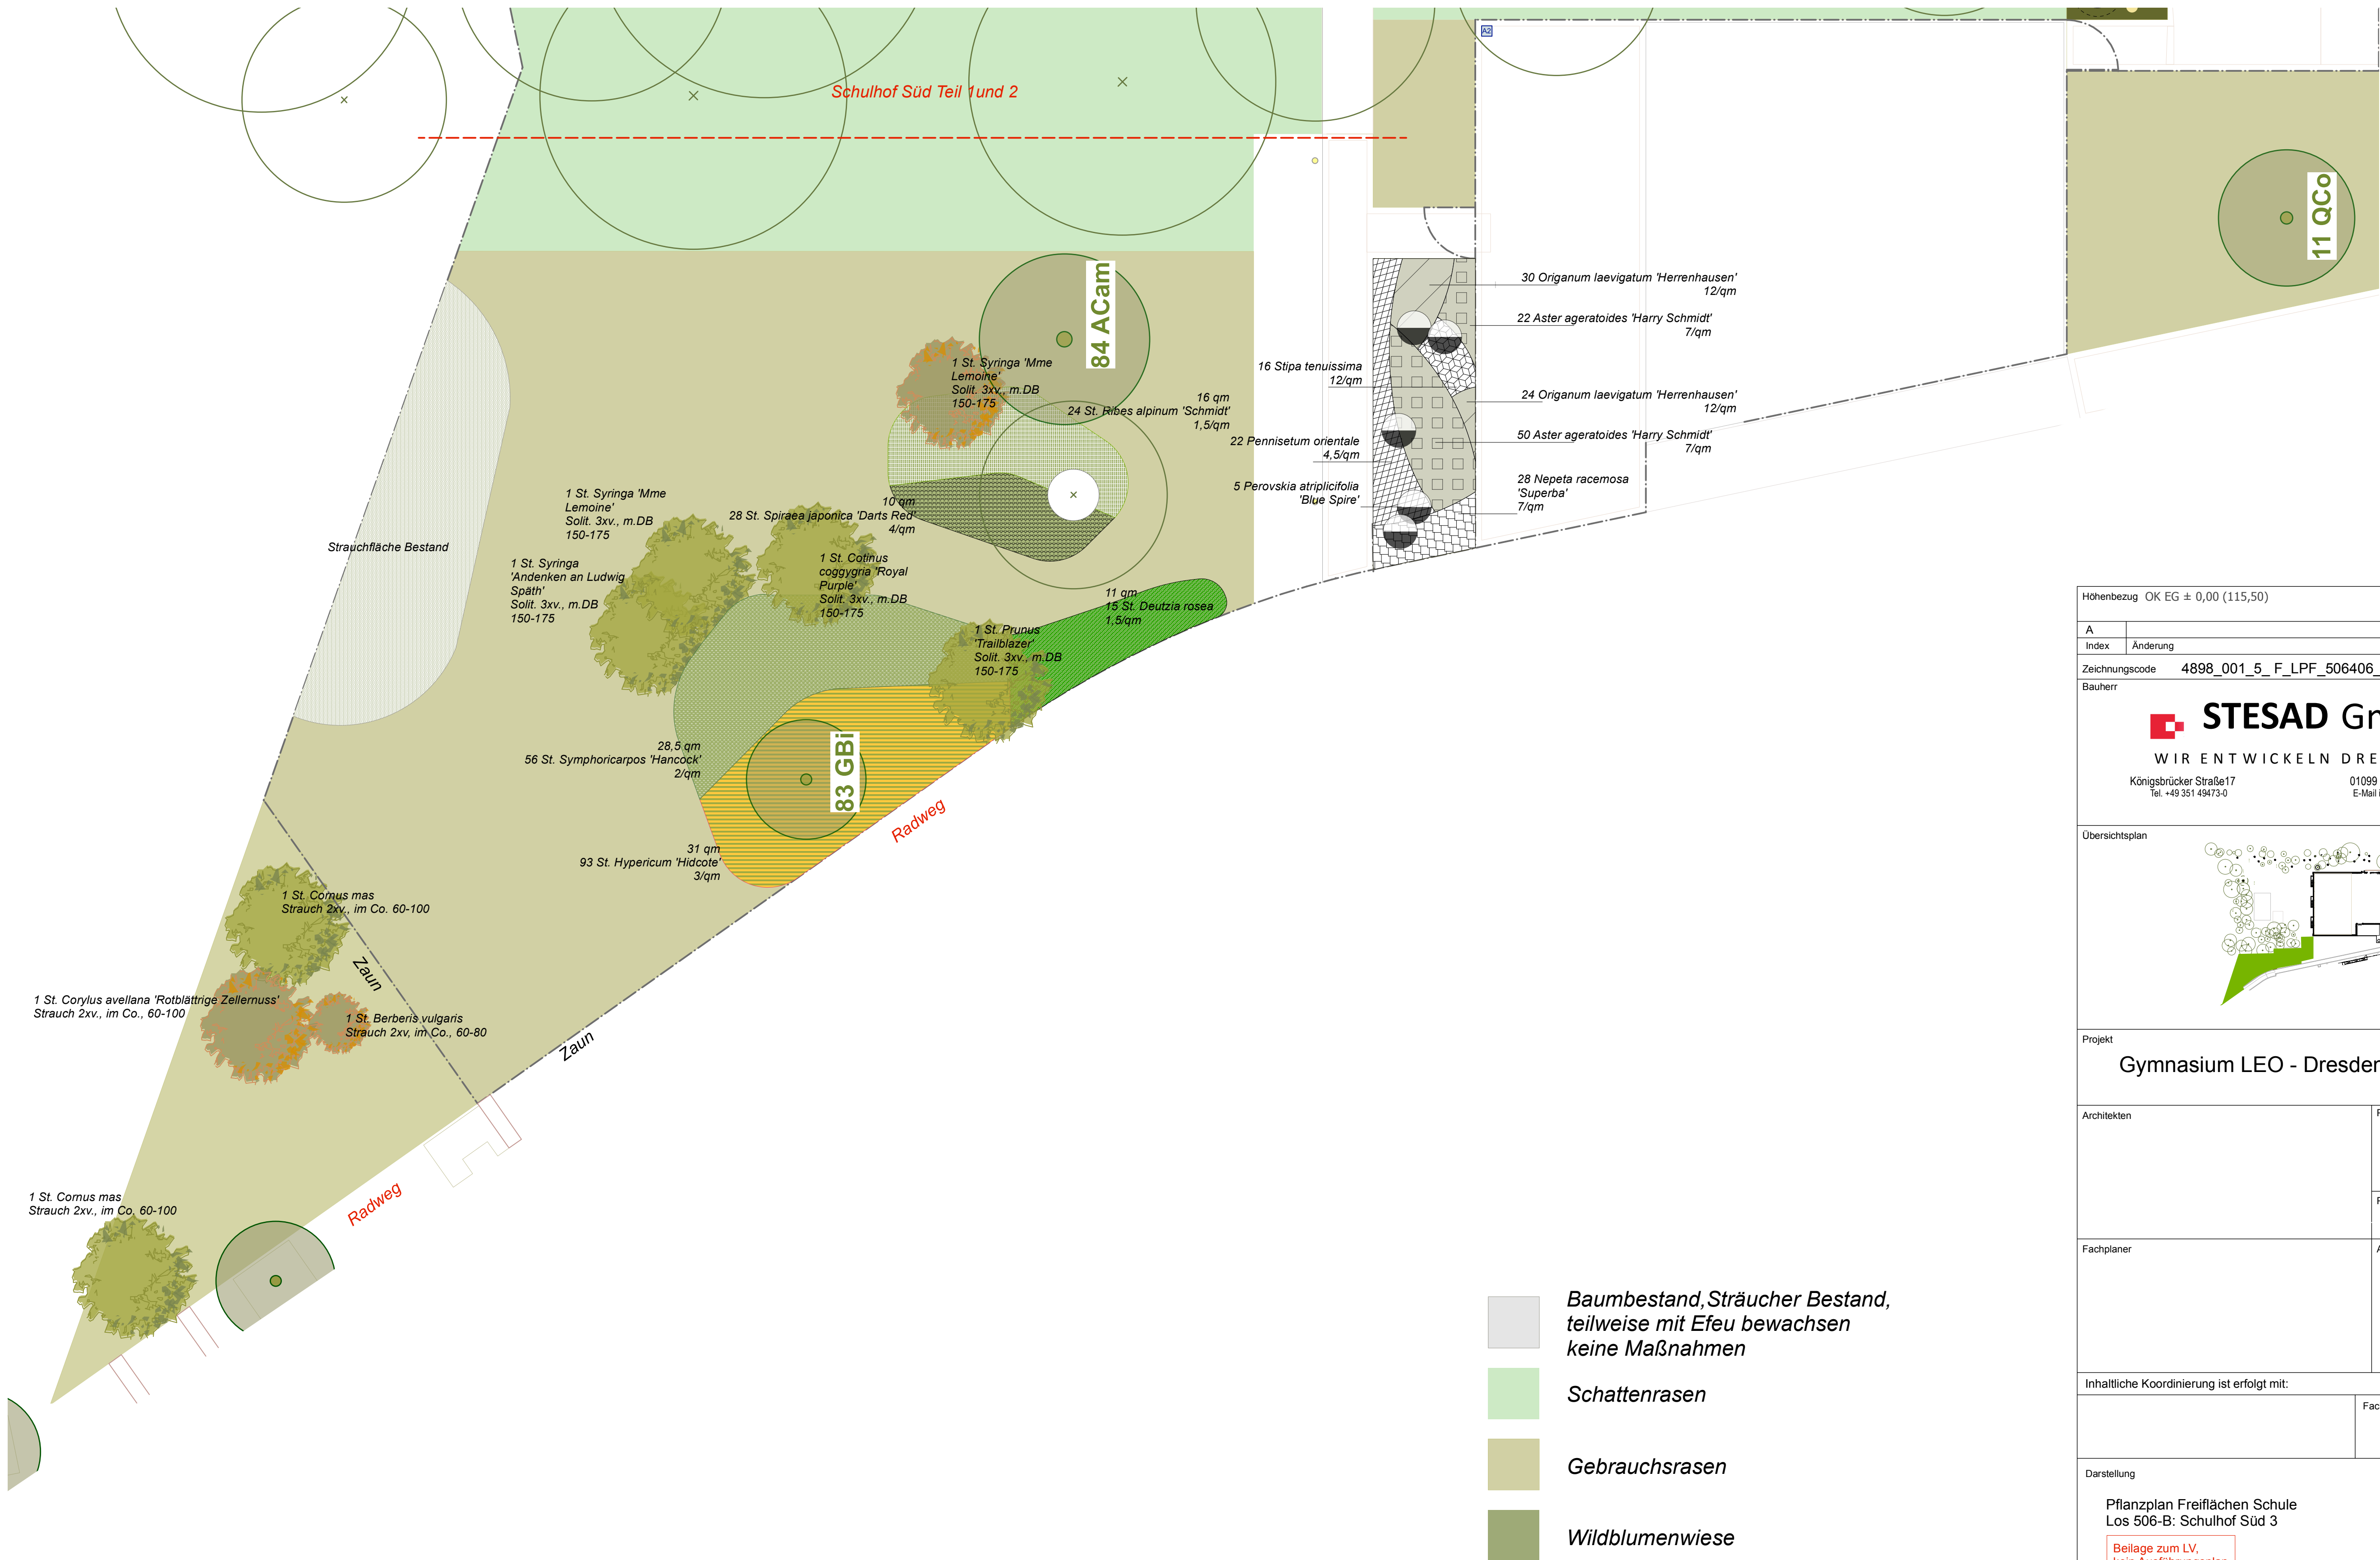 Schulhof Süd Teil 1und 2
A2
11 QCo
84 ACam
30 Origanum laevigatum 'Herrenhausen'
12/qm
22 Aster ageratoides 'Harry Schmidt'
7/qm
16 Stipa tenuissima
12/qm
24 Origanum laevigatum 'Herrenhausen'
12/qm
22 Pennisetum orientale
4,5/qm
50 Aster ageratoides 'Harry Schmidt'
7/qm
5 Perovskia atriplicifolia
'Blue Spire'
28 Nepeta racemosa
'Superba'
7/qm
1 St. Syringa 'Mme
Lemoine'
Solit. 3xv., m.DB
150-175
16 qm
24 St. Ribes alpinum 'Schmidt'
1,5/qm
1 St. Syringa 'Mme
Lemoine'
Solit. 3xv., m.DB
150-175
10 qm
28 St. Spiraea japonica 'Darts Red'
4/qm
Strauchfläche Bestand
1 St. Syringa
'Andenken an Ludwig
Späth'
Solit. 3xv., m.DB
150-175
1 St. Cotinus
coggygria 'Royal
Purple'
Solit. 3xv., m.DB
150-175
11 qm
15 St. Deutzia rosea
1,5/qm
1 St. Prunus
'Trailblazer'
Solit. 3xv., m.DB
150-175
28,5 qm
56 St. Symphoricarpos 'Hancock'
2/qm
83 GBi
Radweg
31 qm
93 St. Hypericum 'Hidcote'
3/qm
1 St. Cornus mas
Strauch 2xv., im Co. 60-100
Zaun
1 St. Corylus avellana 'Rotblättrige Zellernuss'
Strauch 2xv., im Co., 60-100
1 St. Berberis vulgaris
Strauch 2xv, im Co., 60-80
Zaun
Radweg
1 St. Cornus mas
Strauch 2xv., im Co. 60-100
Baumbestand,Sträucher Bestand,
teilweise mit Efeu bewachsen
keine Maßnahmen
Schattenrasen
Gebrauchsrasen
Wildblumenwiese
Höhenbezug OK EG ± 0,00 (115,50)
A
Index Änderung
Zeichnungscode 4898_001_5_ F_LPF_506406_
Bauherr
STESAD
WIR ENTWICKELN DRE
Königsbrücker Straße17 01099
Tel. +49 351 49473-0 E-Mail
Übersichtsplan
Projekt
Gymnasium LEO - Dresden
Architekten
Fachplaner
Inhaltliche Koordinierung ist erfolgt mit:
Fac
Darstellung
Pflanzplan Freiflächen Schule
Los 506-B: Schulhof Süd 3
Beilage zum LV,
kein Ausführungsplan